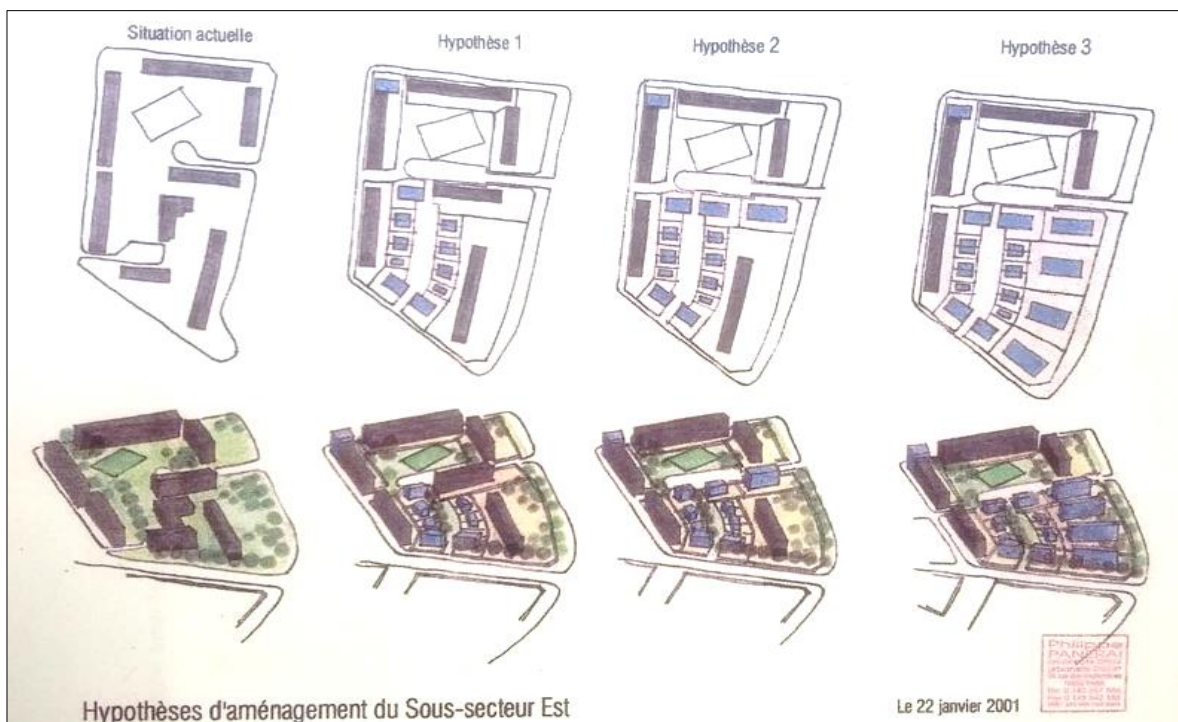 Situation actuelle
Hypothèse 1
Hypothèse 2
Hypothèse 3
Philippe
PANERAI
Hypothèses d'aménagement du Sous-secteur Est
Le 22 janvier 2001